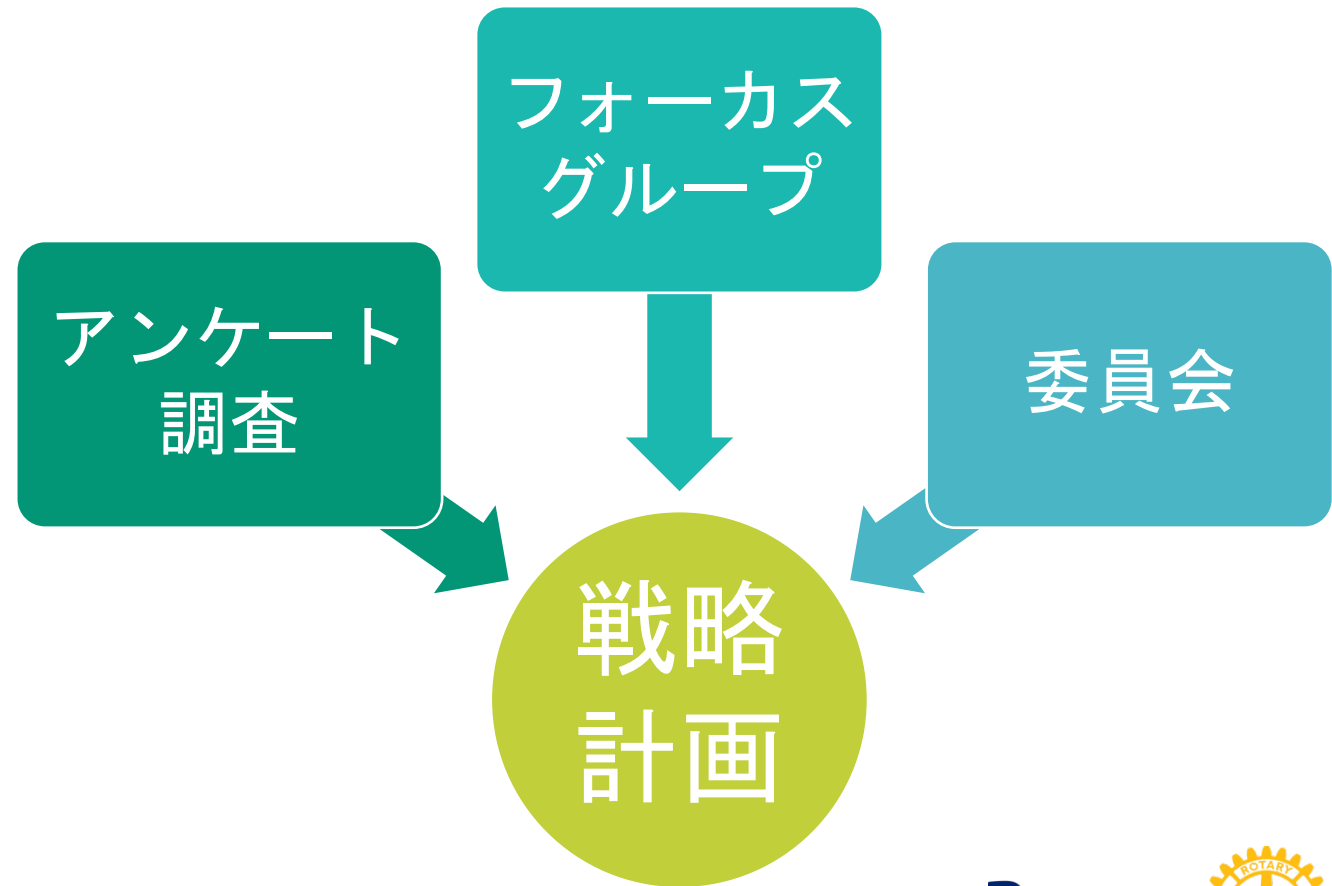 フォーカス
グループ
アンケート
調査
委員会
戦略
計画
ROTARY